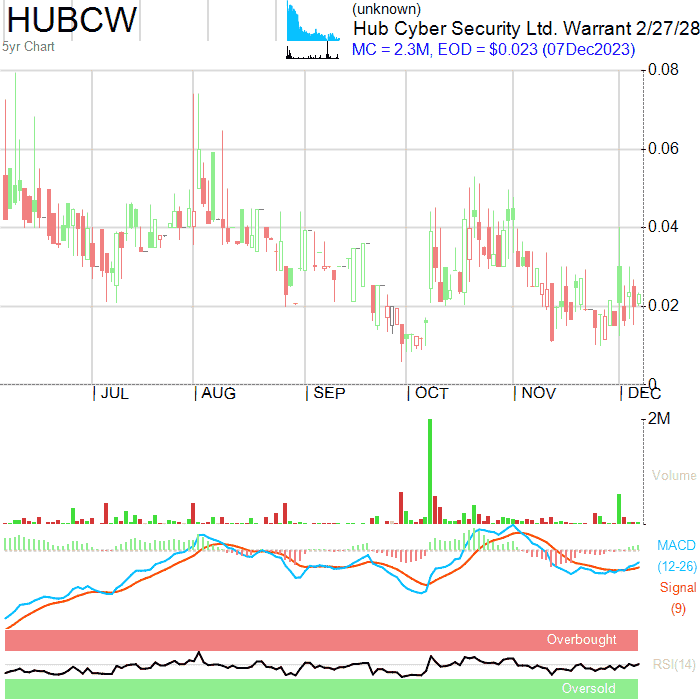 HUBCW
5yr Chart
(unknown)
Hub Cyber Security Ltd. Warrant 2/27/28
MC = 2.3M, EOD = $0.023 (07Dec2023)
0.08
0.06
0.04
0.02
0
JUL AUG SEP OCT NOV DEC
2M
Volume
MACD
(12-26)
Signal
(9)
Overbought
RSI(14)
Oversold